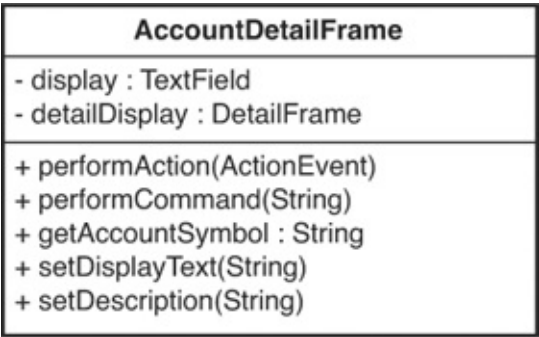 AccountDetailFrame
- display : TextField
- detailDisplay : DetailFrame
+ performAction(ActionEvent)
+ performCommand(String)
+ getAccountSymbol : String
+ setDisplayText(String)
+ setDescription(String)